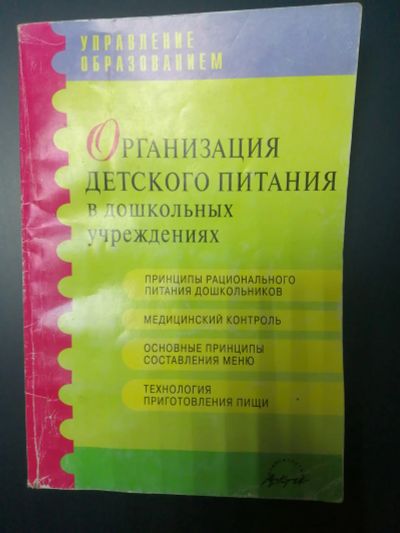 УПРАВЛЕНИЕ
ОБРАЗОВАНИЕМ
ОРГАНИЗАЦИЯ
ДЕТСКОГО ПИТАНИЯ
В ДОШКОЛЬНЫХ
УЧРЕЖДЕНИЯХ
ПРИНЦИПЫ РАЦИОНАЛЬНОГО
ПИТАНИЯ ДОШКОЛЬНИКОВ
МЕДИЦИНСКИЙ КОНТРОЛЬ
ОСНОВНЫЕ ПРИНЦИПЫ
СОСТАВЛЕНИЯ МЕНЮ
ТЕХНОЛОГИЯ
ПРИГОТОВЛЕНИЯ ПИЩИ